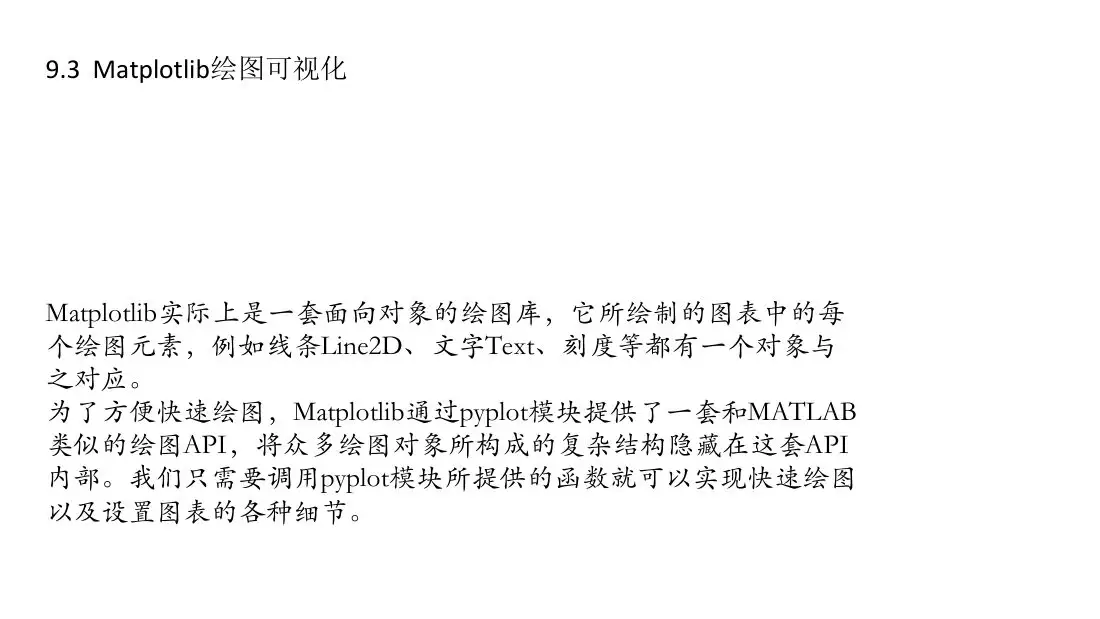 9.3 Matplotlib绘图可视化
Matplotlib实际上是一套面向对象的绘图库，它所绘制的图表中的每
个绘图元素，例如线条Line2D、文字Text、刻度等都有一个对象与
之对应。
为了方便快速绘图，Matplotlib通过pyplot模块提供了一套和MATLAB
类似的绘图API，将众多绘图对象所构成的复杂结构隐藏在这套API
内部。我们只需要调用pyplot模块所提供的函数就可以实现快速绘图
以及设置图表的各种细节。